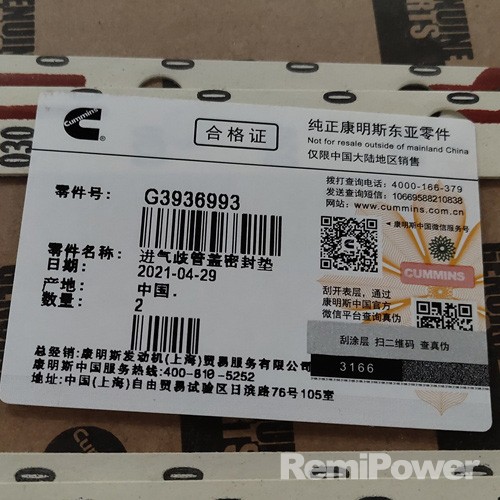 GENUINE
PARTS
030
Cummins
合格证
纯正康明斯东亚零件
Not for resale outside of mainland China
仅限中国大陆地区销售
拨打查询电话：4000-166-379
发送查询短信：10669588210838
网站：www.cummins.com.cn
零件号： G3936993
康明斯中国微信服务号
CUMMINS
零件名称： 进气歧管盖密封垫
日期： 2021-04-29
产地： 中国.
数量： 2
刮开表层，通过
康明斯中国官方
微信平台查询真伪
刮涂层 扫二维码 查真伪
3166
总经销：康明斯发动机(上海)贸易服务有限公司
康明斯中国服务热线：400-810-5252
地址：中国(上海)自由贸易试验区日滨路76号105室
Cummins
RemiPower